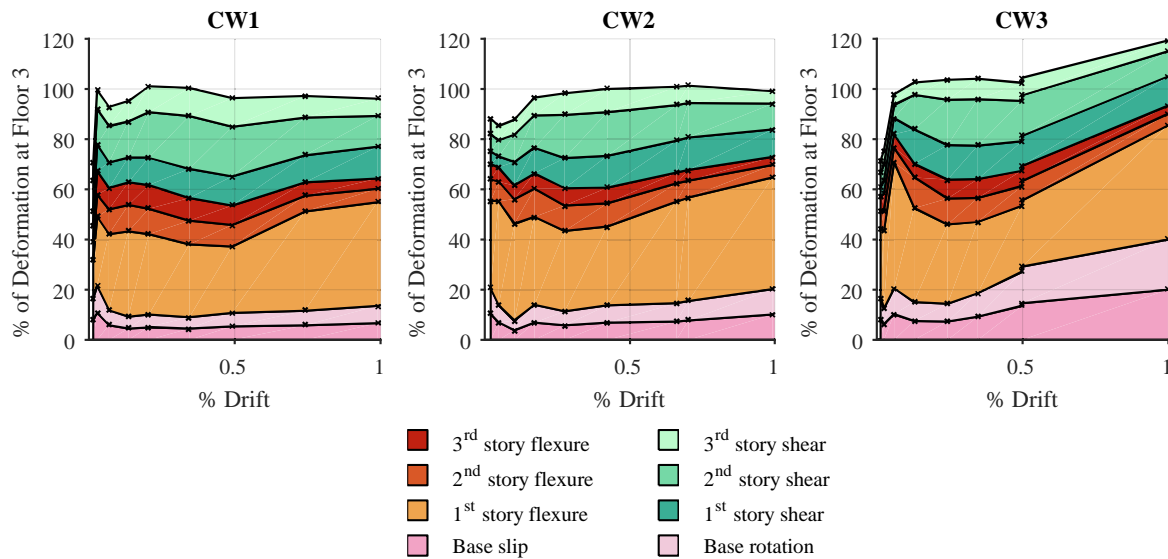 CW1
CW2
CW3
% of Deformation at Floor 3
120
100
80
60
40
20
0
0.5
1
% Drift
% of Deformation at Floor 3
120
100
80
60
40
20
0
0.5
1
% Drift
% of Deformation at Floor 3
120
100
80
60
40
20
0
0.5
1
% Drift
3rd story flexure
2nd story flexure
1st story flexure
Base slip
3rd story shear
2nd story shear
1st story shear
Base rotation